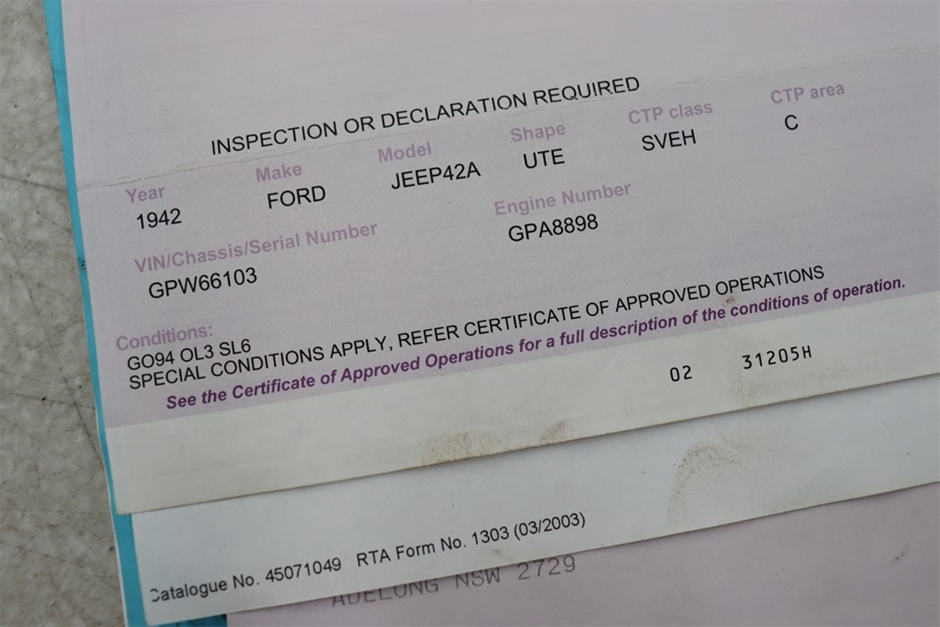 INSPECTION OR DECLARATION REQUIRED
Year Make Model Shape CTP class CTP area
1942 FORD JEEP42A UTE SVEH C
VIN/Chassis/Serial Number Engine Number
GPW66103 GPA8898
Conditions:
GO94 OL3 SL6
SPECIAL CONDITIONS APPLY, REFER CERTIFICATE OF APPROVED OPERATIONS
See the Certificate of Approved Operations for a full description of the conditions of operation.
02 31205H
Catalogue No. 45071049 RTA Form No. 1303 (03/2003)
ADELONG NSW 2729